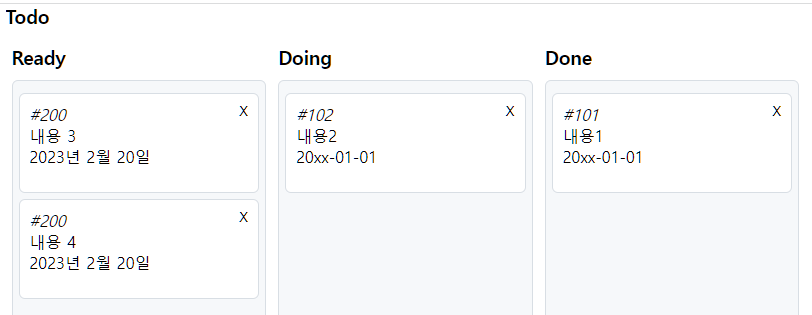 Todo
Ready
#200
X
내용 3
2023년 2월 20일
#200
X
내용 4
2023년 2월 20일
Doing
#102
X
내용2
20xx-01-01
Done
#101
X
내용1
20xx-01-01